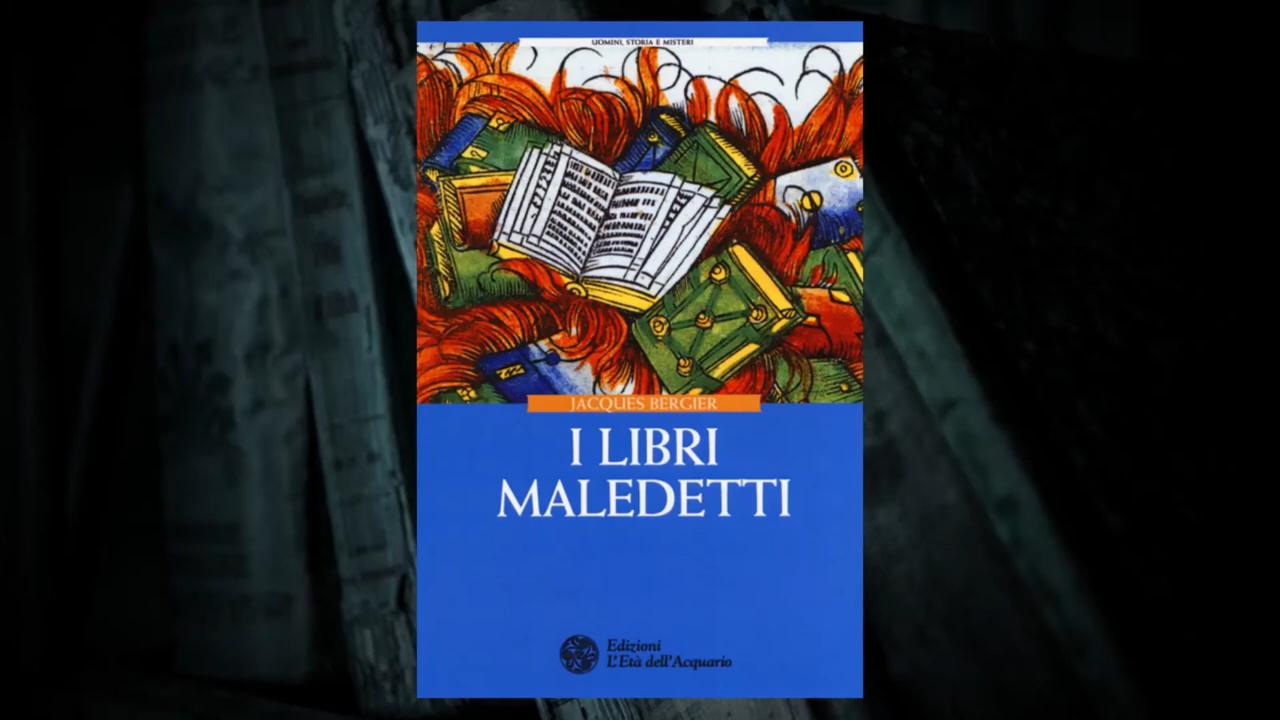 UOMINI, STORIA E MISTERI
JACQUES BERGIER
I LIBRI
MALEDETTI
Edizioni
L'Età dell'Acquario